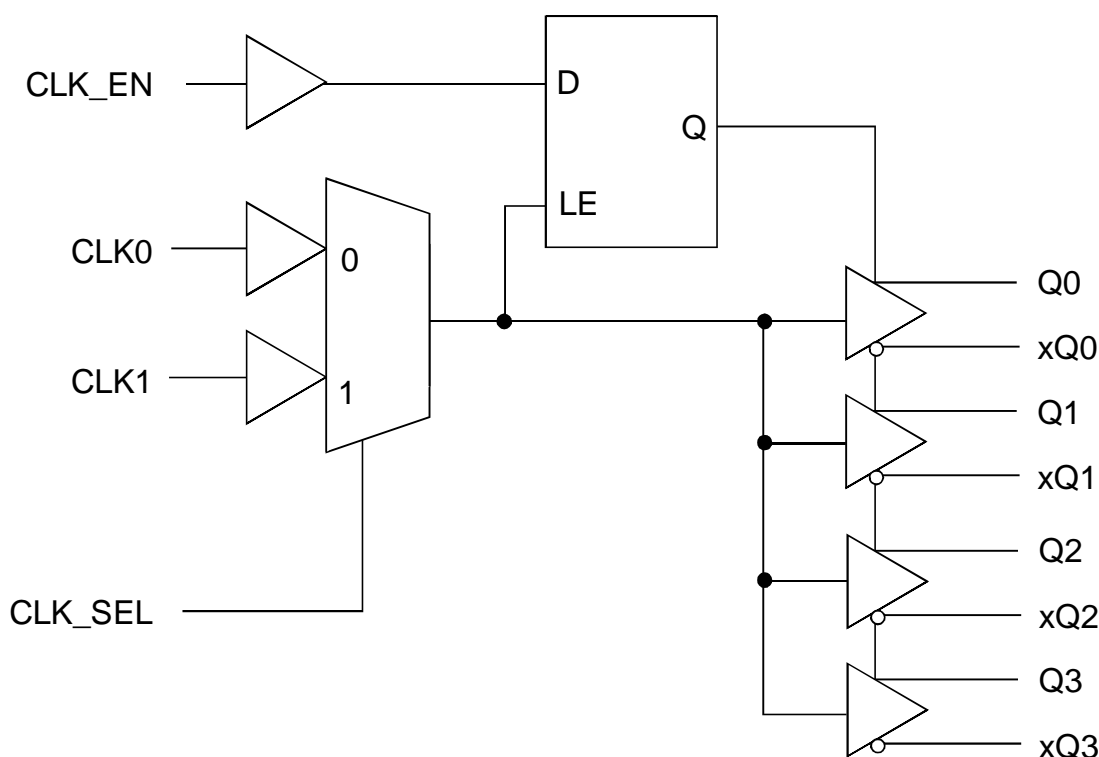 CLK_EN
D
Q
LE
CLK0
0
Q0
xQ0
CLK1
1
Q1
xQ1
Q2
CLK_SEL
xQ2
Q3
xQ3